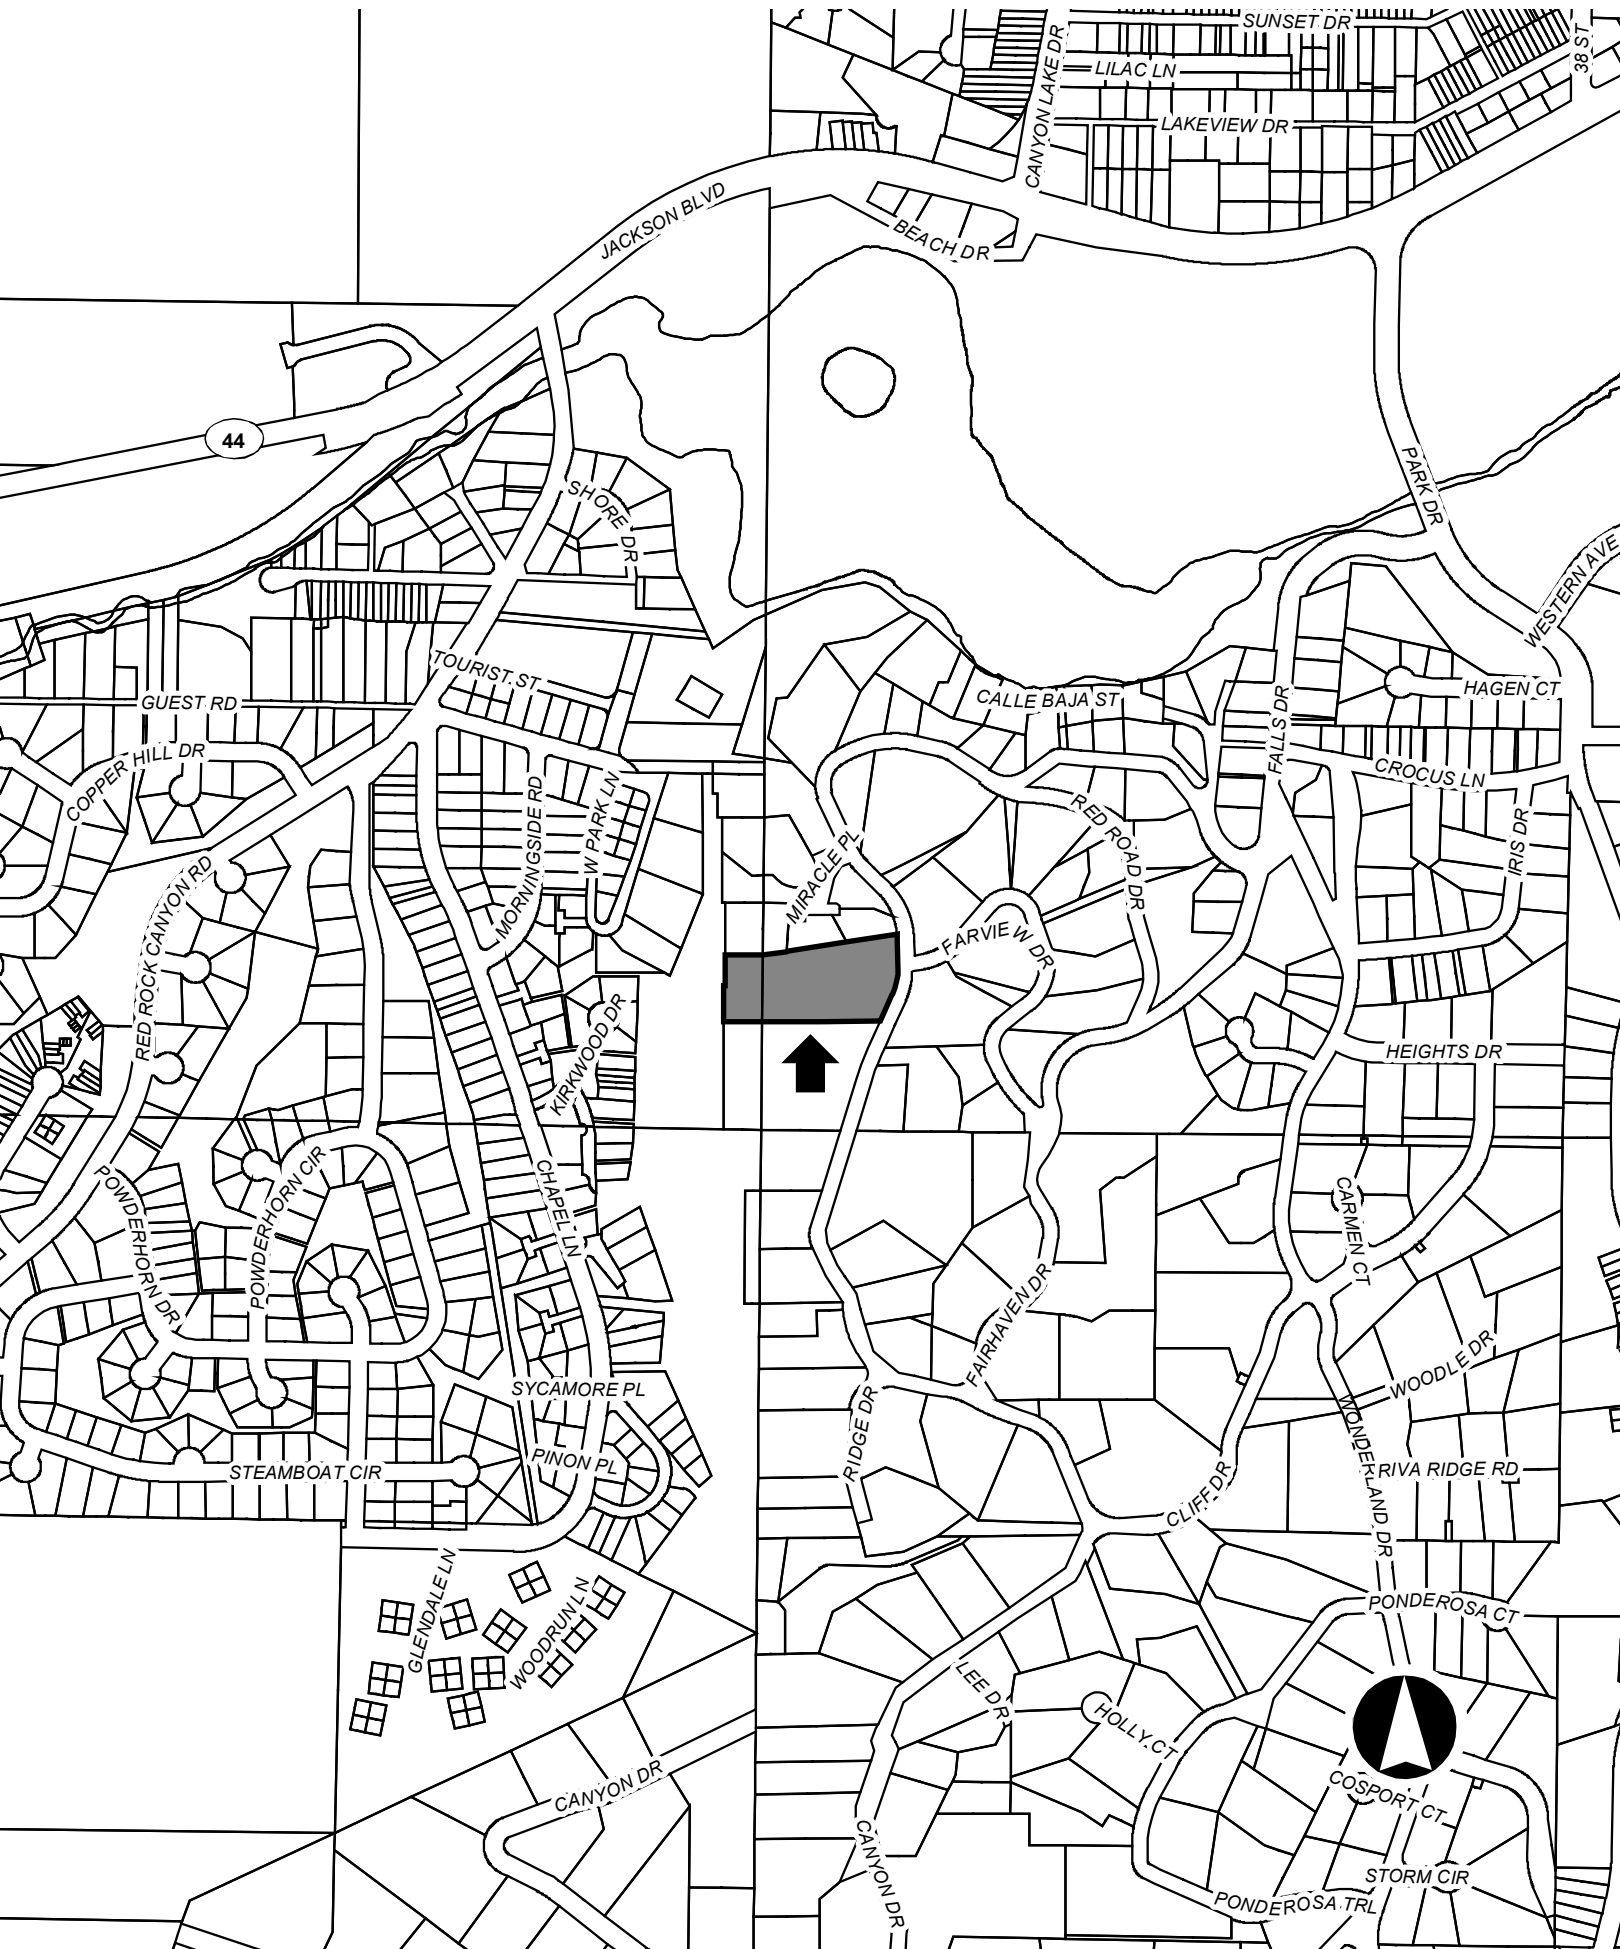 SUNSET DR
38 ST
LILAC LN
CANYON LAKE DR
LAKEVIEW DR
JACKSON BLVD
BEACH DR
44
PARK DR
SHORE DR
WESTERN AVE
TOURIST ST
HAGEN CT
CALLE BAJA ST
GUEST RD
FALLS DR
COPPER HILL DR
CROCUS LN
RED ROAD DR
MORNINGSIDE RD
W PARK LN
IRIS DR
MIRACLE PL
RED ROCK CANYON RD
FARVIEW DR
KIRKWOOD DR
HEIGHTS DR
POWDERHORN CIR
POWDERHORN DR
CHAPEL LN
CARMEN CT
FAIRHAVEN DR
WOODLE DR
SYCAMORE PL
RIDGE DR
WONDERLAND DR
PINON PL
STEAMBOAT CIR
RIVA RIDGE RD
CLIFF DR
GLENDALE LN
WOODRUN LN
PONDEROSA CT
LEE DR
HOLLY CT
CANYON DR
COSPORT CT
CANYON DR
STORM CIR
PONDEROSA TRL